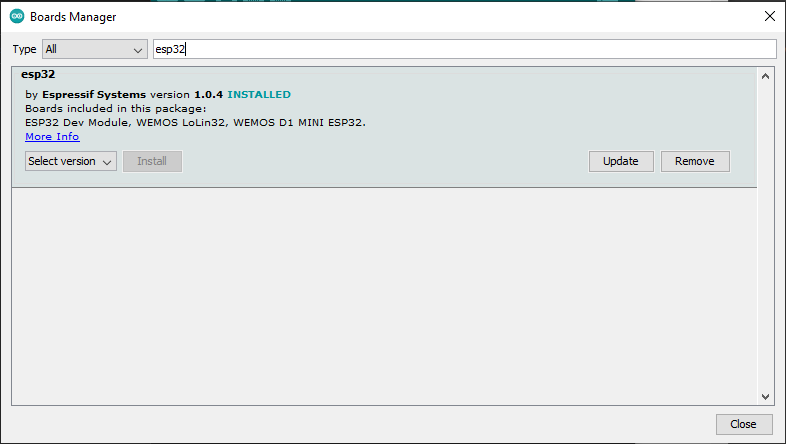 Boards Manager
Type All esp32
esp32
by Espressif Systems version 1.0.4 INSTALLED
Boards included in this package:
ESP32 Dev Module, WEMOS LoLin32, WEMOS D1 MINI ESP32.
More Info
Select version Install Update Remove
Close